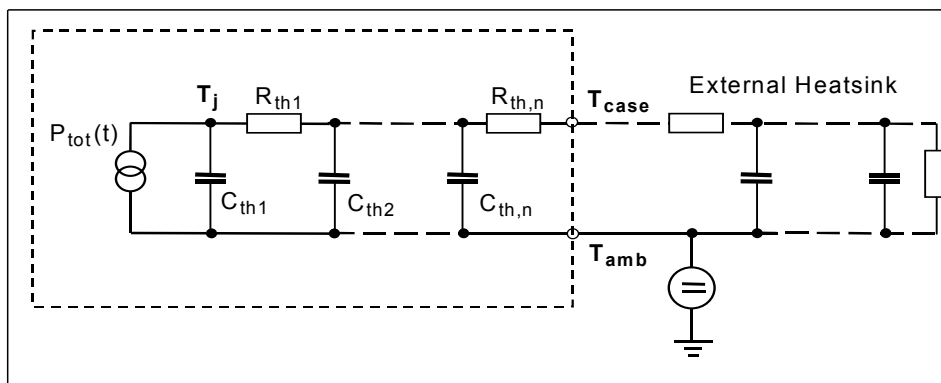 External Heatsink
T_j
R_th1
R_th,n
T_case
P_tot(t)
C_th1
C_th2
C_th,n
T_amb